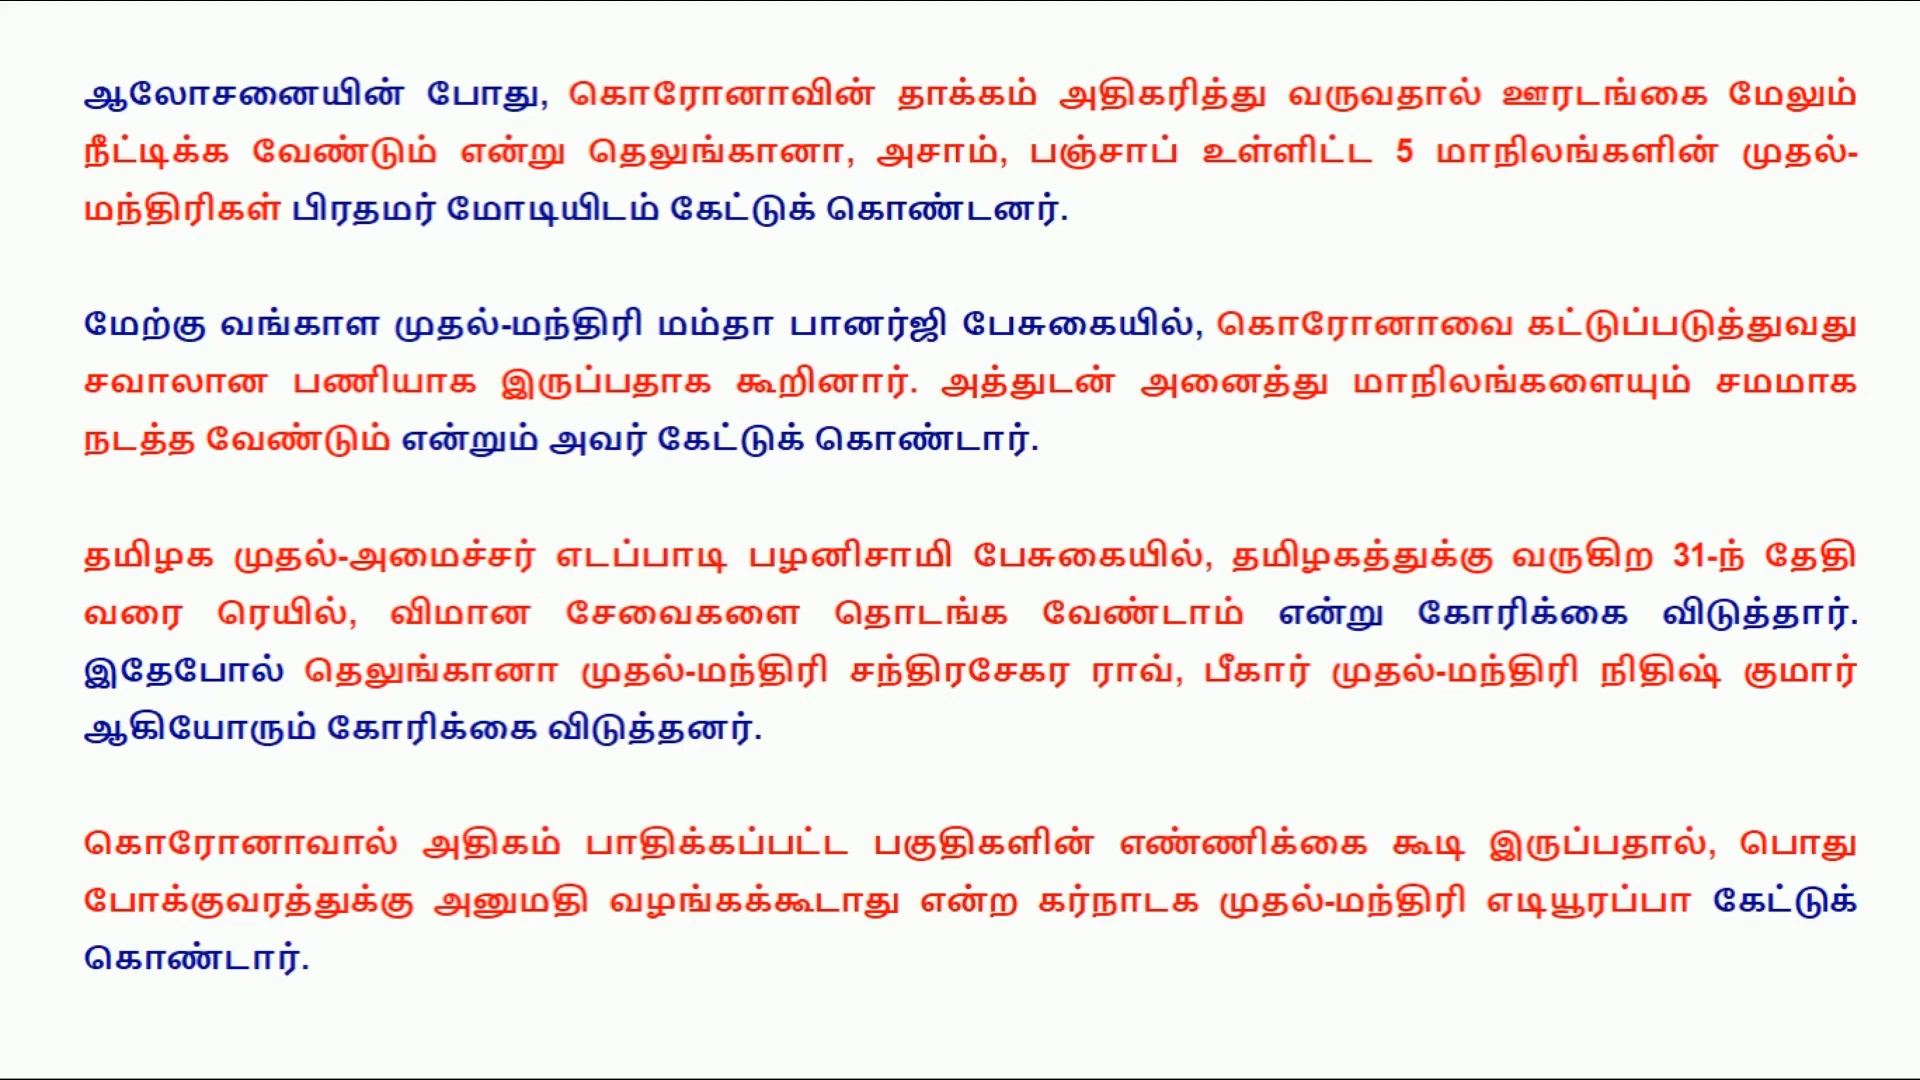 ஆலோசனையின் போது, கொரோனாவின் தாக்கம் அதிகரித்து வருவதால் ஊரடங்கை மேலும்
நீட்டிக்க வேண்டும் என்று தெலுங்கானா, அசாம், பஞ்சாப் உள்ளிட்ட 5 மாநிலங்களின் முதல்-
மந்திரிகள் பிரதமர் மோடியிடம் கேட்டுக் கொண்டனர்.
மேற்கு வங்காள முதல்-மந்திரி மம்தா பானர்ஜி பேசுகையில், கொரோனாவை கட்டுப்படுத்துவது
சவாலான பணியாக இருப்பதாக கூறினார். அத்துடன் அனைத்து மாநிலங்களையும் சமமாக
நடத்த வேண்டும் என்றும் அவர் கேட்டுக் கொண்டார்.
தமிழக முதல்-அமைச்சர் எடப்பாடி பழனிசாமி பேசுகையில், தமிழகத்துக்கு வருகிற 31-ந் தேதி
வரை ரெயில், விமான சேவைகளை தொடங்க வேண்டாம் என்று கோரிக்கை விடுத்தார்.
இதேபோல் தெலுங்கானா முதல்-மந்திரி சந்திரசேகர ராவ், பீகார் முதல்-மந்திரி நிதிஷ் குமார்
ஆகியோரும் கோரிக்கை விடுத்தனர்.
கொரோனாவால் அதிகம் பாதிக்கப்பட்ட பகுதிகளின் எண்ணிக்கை கூடி இருப்பதால், பொது
போக்குவரத்துக்கு அனுமதி வழங்கக்கூடாது என்ற கர்நாடக முதல்-மந்திரி எடியூரப்பா கேட்டுக்
கொண்டார்.